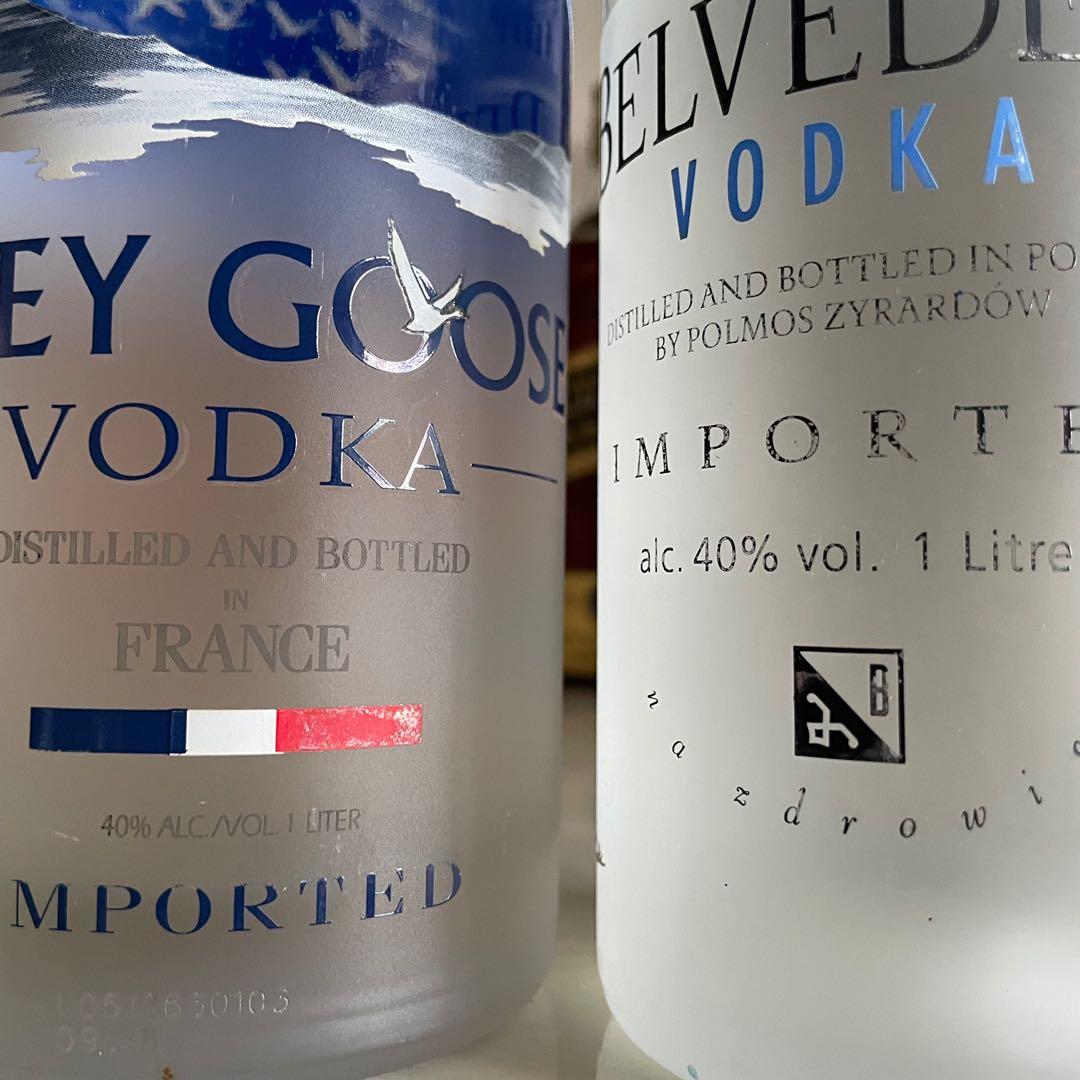 EY GOOSE
VODKA
DISTILLED AND BOTTLED
IN
FRANCE
40% ALC./VOL. 1 LITER
MPORTED
BELVEDE
VODKA
DISTILLED AND BOTTLED IN PO
BY POLMOS ZYRARDÓW
IMPORTE
alc. 40% vol. 1 Litre
B
zdrowi